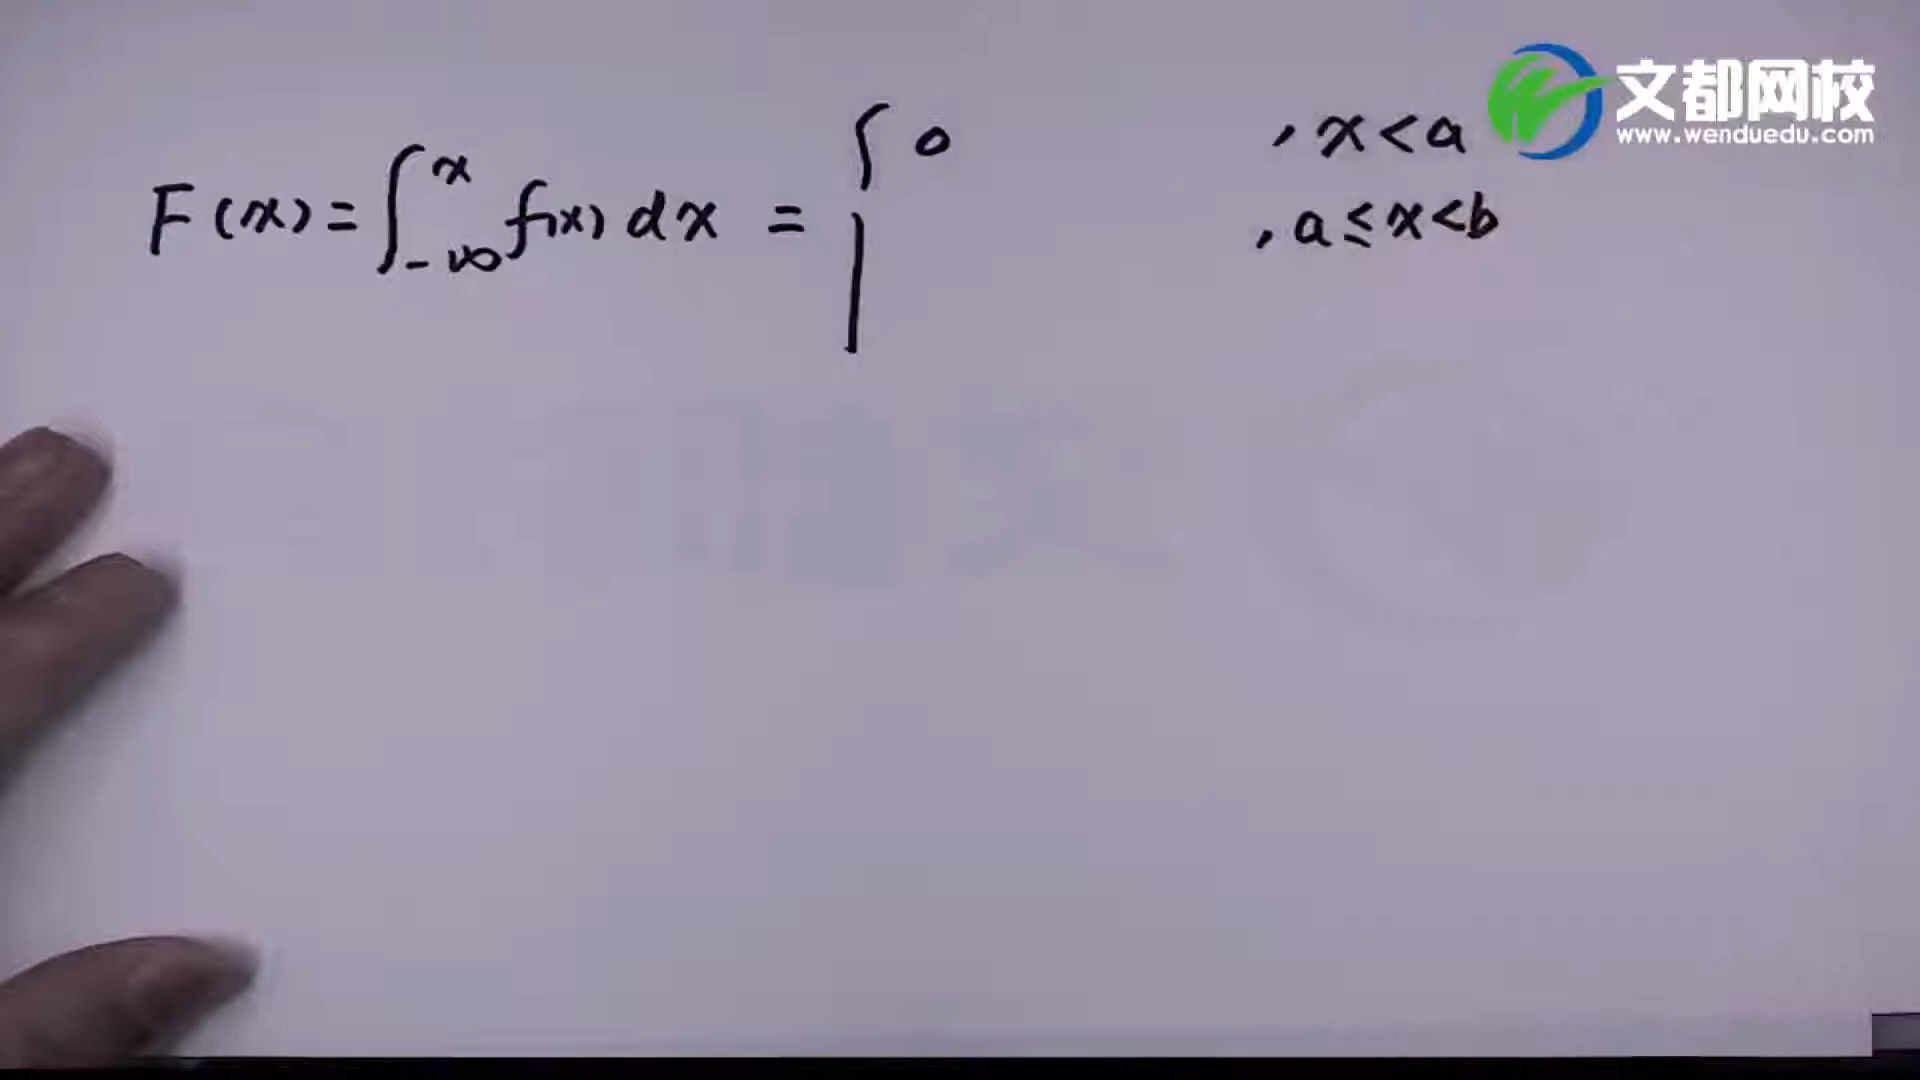 文都网校
www.wenduedu.com
F(x) = ∫_{-∞}^{x} f(x) dx = { 0 , x < a
, a ≤ x < b